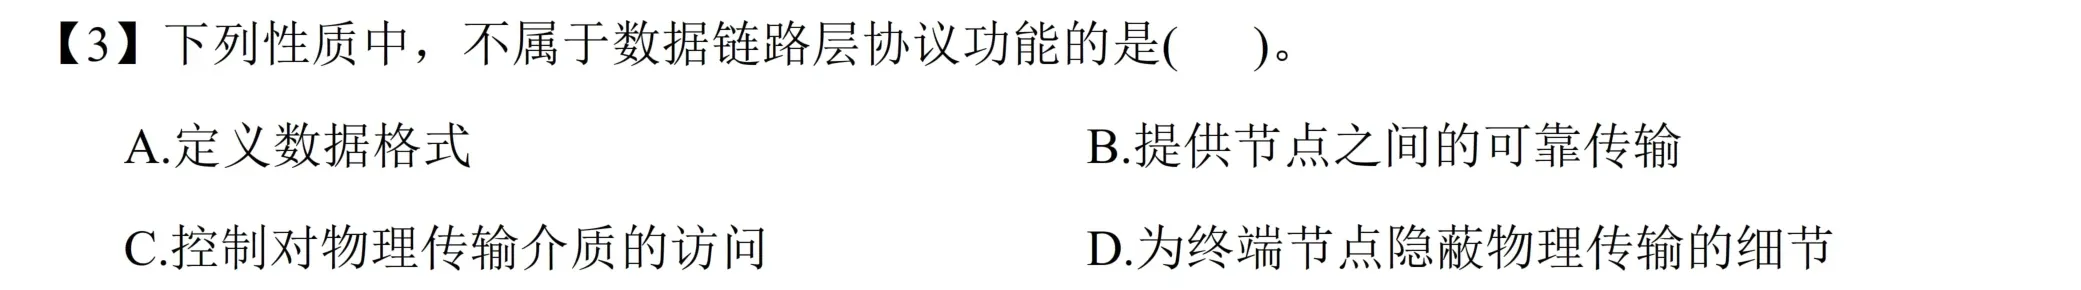 【3】下列性质中，不属于数据链路层协议功能的是(  )。
A.定义数据格式 B.提供节点之间的可靠传输
C.控制对物理传输介质的访问 D.为终端节点隐蔽物理传输的细节